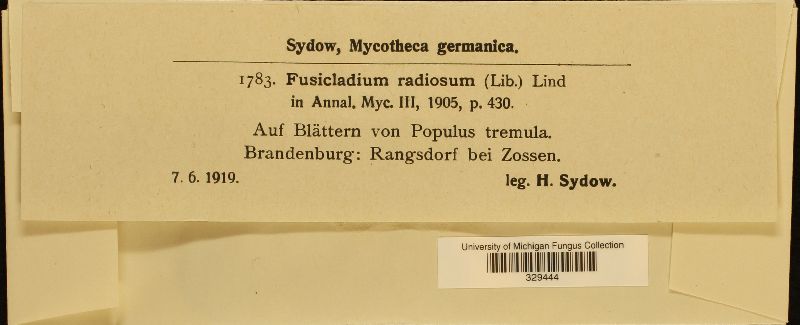 Sydow, Mycotheca germanica.
1783. Fusicladium radiosum (Lib.) Lind
in Annal. Myc. III, 1905, p. 430.
Auf Blättern von Populus tremula.
Brandenburg: Rangsdorf bei Zossen.
7. 6. 1919. leg. H. Sydow.
University of Michigan Fungus Collection
329444